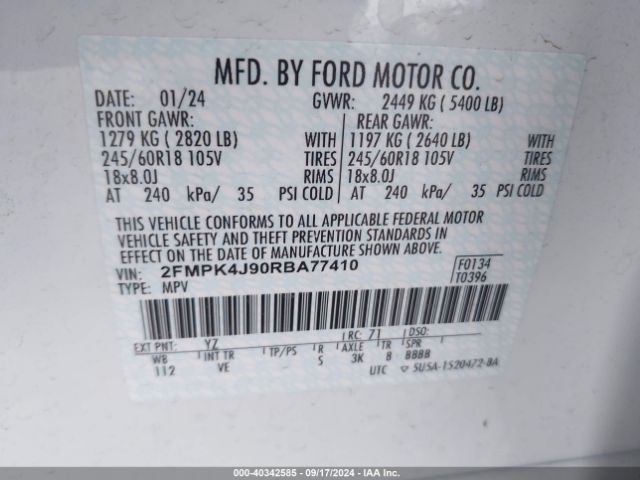 MFD. BY FORD MOTOR CO.
DATE: 01/24 GVWR: 2449 KG ( 5400 LB)
FRONT GAWR: REAR GAWR:
1279 KG ( 2820 LB) WITH 1197 KG ( 2640 LB) WITH
245/60R18 105V TIRES 245/60R18 105V TIRES
18x8.0J RIMS 18x8.0J RIMS
AT 240 kPa/ 35 PSI COLD AT 240 kPa/ 35 PSI COLD
THIS VEHICLE CONFORMS TO ALL APPLICABLE FEDERAL MOTOR
VEHICLE SAFETY AND THEFT PREVENTION STANDARDS IN
EFFECT ON THE DATE OF MANUFACTURE SHOWN ABOVE.
VIN: 2FMPK4J90RBA77410 F0134
TYPE: MPV T0396
EXT PNT: YZ RC: 71 DSO:
WB INT TR TP/PS R AXLE TR SPR
112 VE S 3K 8 BBBB
UTC SU5A-1520472-BA
000-40342585 - 09/17/2024 - IAA Inc.